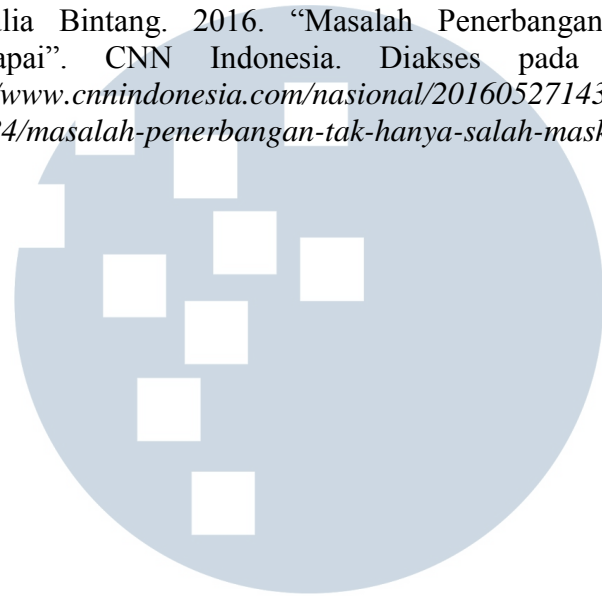 lia Bintang. 2016. “Masalah Penerbangan
apai”. CNN Indonesia. Diakses pada
/www.cnnindonesia.com/nasional/20160527143
4/masalah-penerbangan-tak-hanya-salah-mask